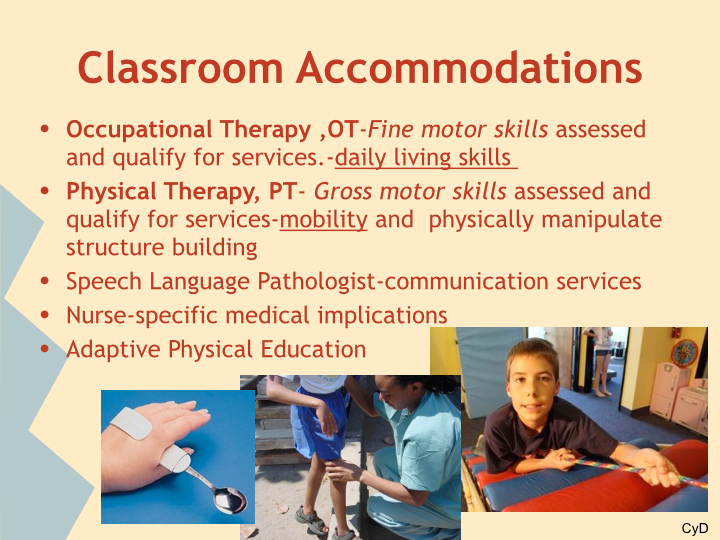 Classroom Accommodations
• Occupational Therapy ,OT-Fine motor skills assessed
and qualify for services.-daily living skills
• Physical Therapy, PT- Gross motor skills assessed and
qualify for services-mobility and  physically manipulate
structure building
• Speech Language Pathologist-communication services
• Nurse-specific medical implications
• Adaptive Physical Education
CyD